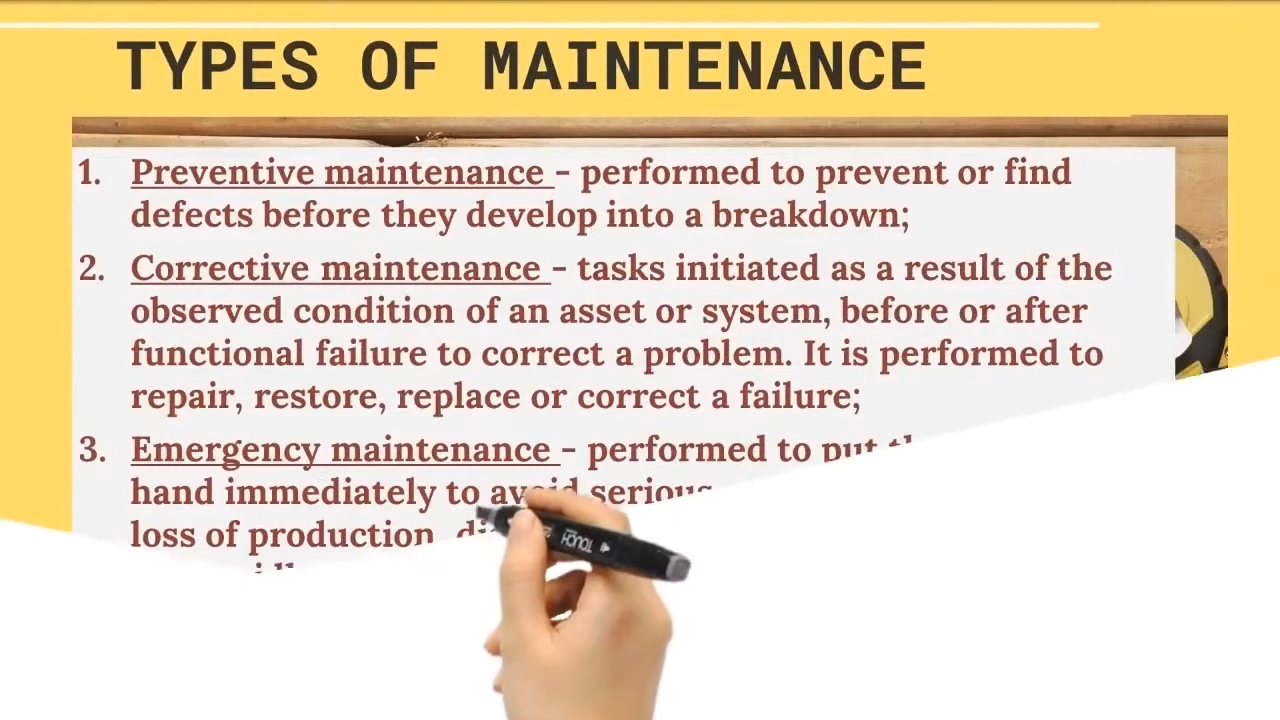 TYPES OF MAINTENANCE
1. Preventive maintenance - performed to prevent or find
defects before they develop into a breakdown;
2. Corrective maintenance - tasks initiated as a result of the
observed condition of an asset or system, before or after
functional failure to correct a problem. It is performed to
repair, restore, replace or correct a failure;
3. Emergency maintenance - performed to put
hand immediately to avoid serious
loss of production,
TOUCH